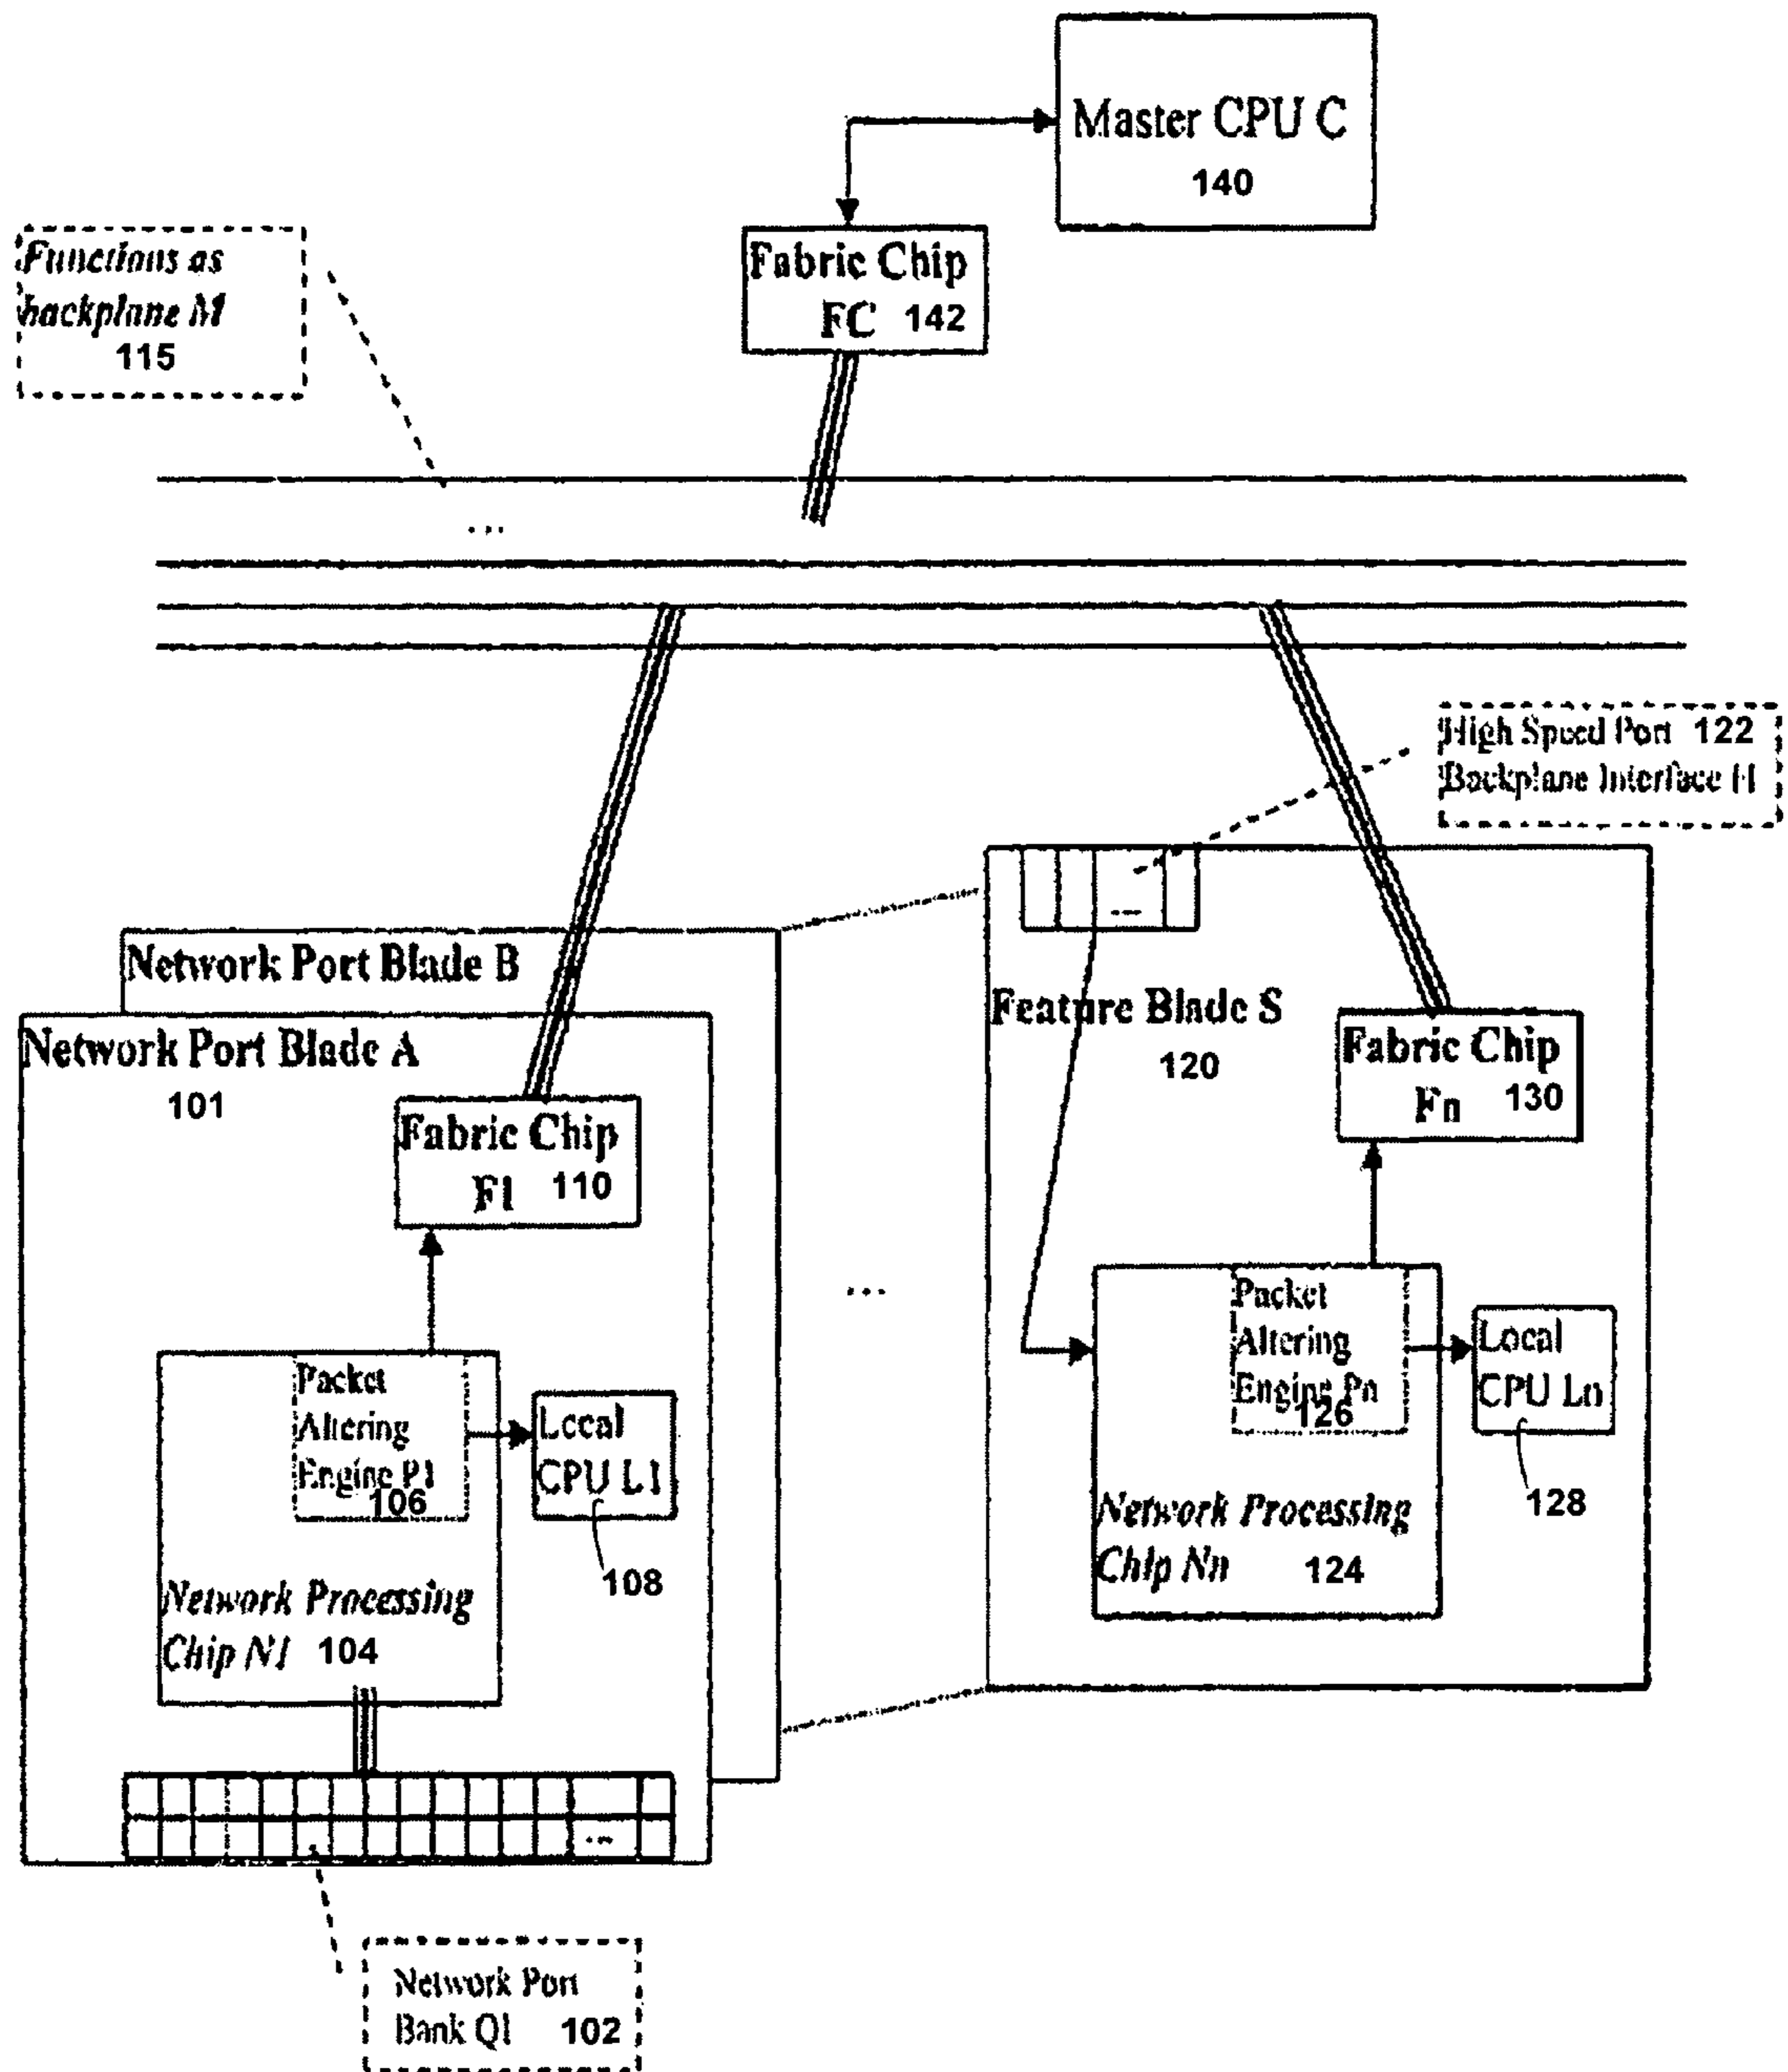 Master CPU C
140
Functions as
backplane M
115
Fabric Chip
FC 142
...
High Speed Port 122
Backplane Interface H
...
Network Port Blade B
Feature Blade S
120
Network Port Blade A
101
Fabric Chip
Fn 130
Fabric Chip
F1 110
...
Packet
Altering
Engine Pn
126
Local
CPU Ln
128
Packet
Altering
Engine P1
106
Local
CPU L1
108
Network Processing
Chip Nn 124
Network Processing
Chip N1 104
...
Network Port
Bank Q1 102